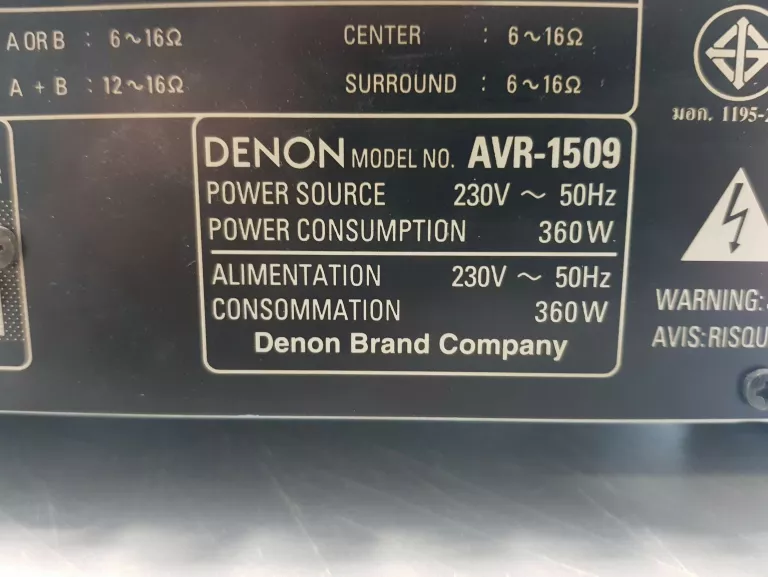 A OR B : 6～16Ω CENTER : 6～16Ω
A + B : 12～16Ω SURROUND : 6～16Ω
มอก. 1195-
DENON MODEL NO. AVR-1509
POWER SOURCE 230V ～ 50Hz
POWER CONSUMPTION 360W
ALIMENTATION 230V ～ 50Hz
CONSOMMATION 360W
Denon Brand Company
WARNING:
AVIS: RISQU